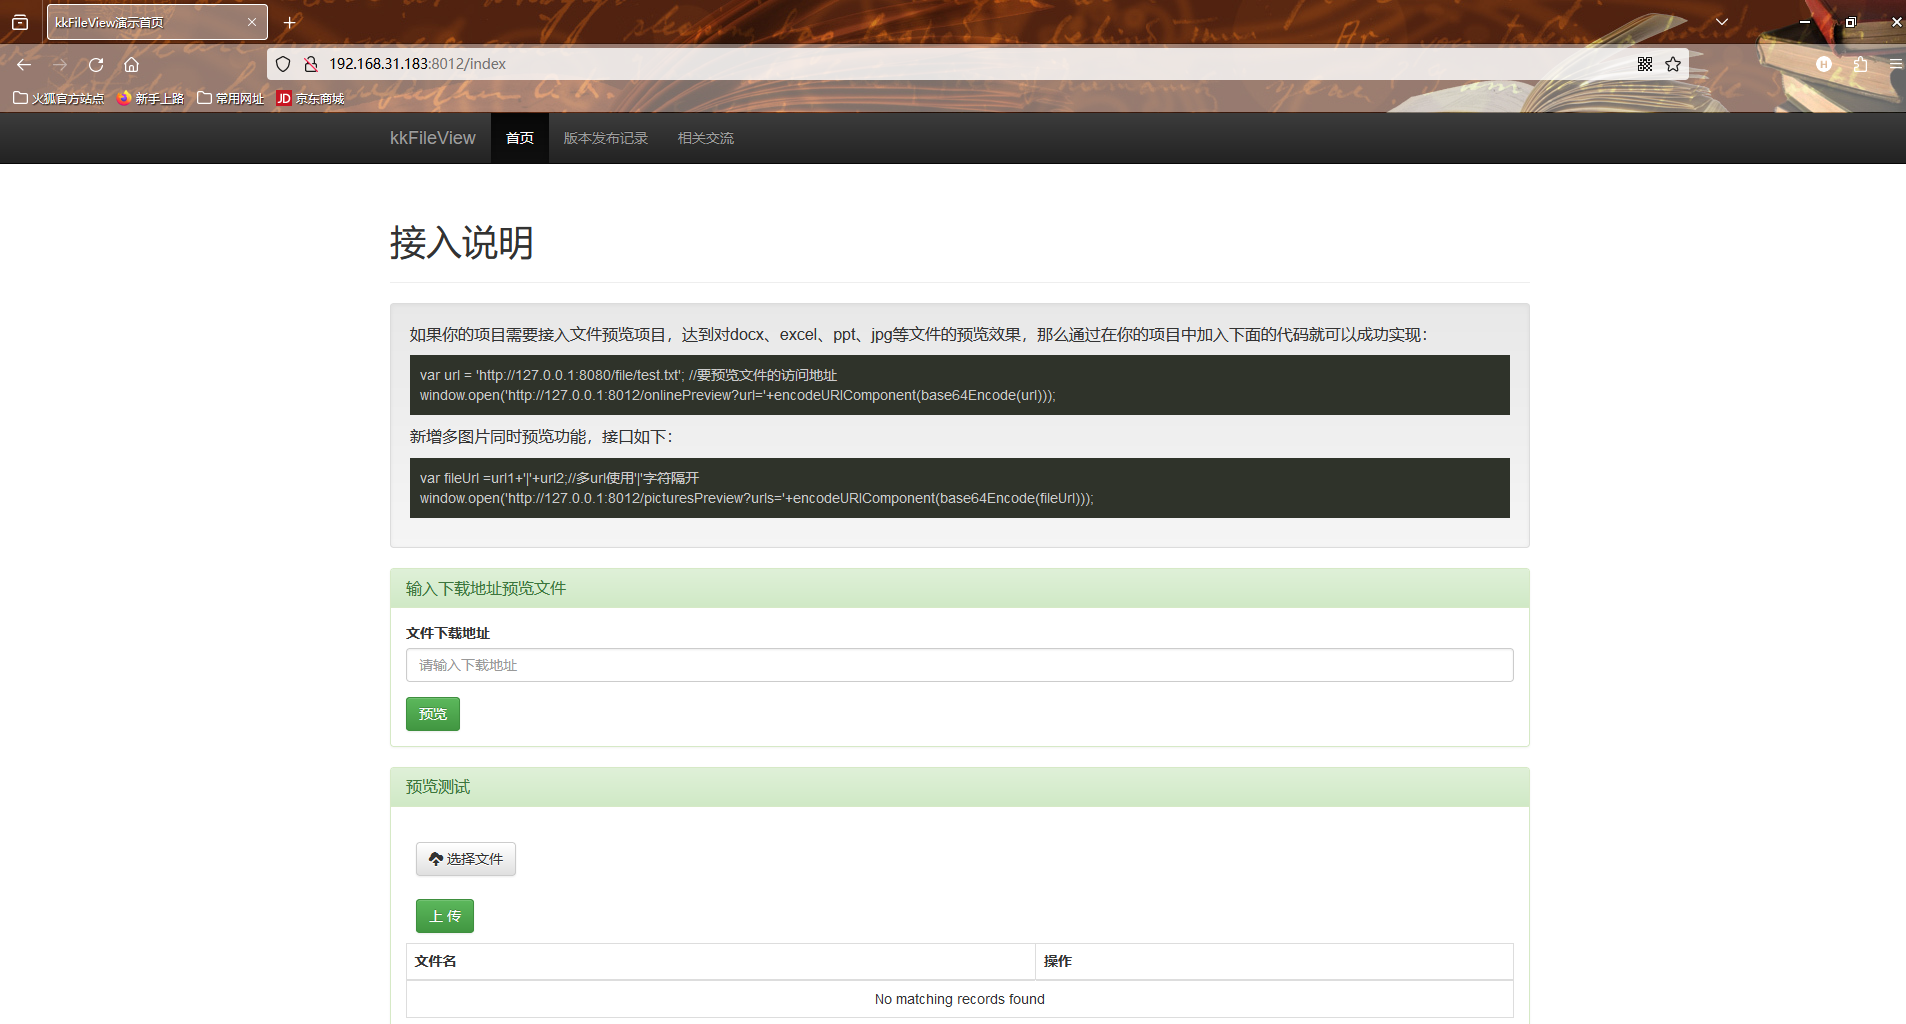 kkFileView演示首页
192.168.31.183:8012/index
火狐官方站点
新手上路
常用网址
JD 京东商城
kkFileView
首页
版本发布记录
相关交流
接入说明
如果你的项目需要接入文件预览项目，达到对docx、excel、ppt、jpg等文件的预览效果，那么通过在你的项目中加入下面的代码就可以成功实现：
var url = 'http://127.0.0.1:8080/file/test.txt'; //要预览文件的访问地址
window.open('http://127.0.0.1:8012/onlinePreview?url='+encodeURIComponent(base64Encode(url)));
新增多图片同时预览功能，接口如下：
var fileUrl =url1+'|'+url2;//多url使用'|'字符隔开
window.open('http://127.0.0.1:8012/picturesPreview?urls='+encodeURIComponent(base64Encode(fileUrl)));
输入下载地址预览文件
文件下载地址
请输入下载地址
预览
预览测试
选择文件
上 传
文件名
操作
No matching records found